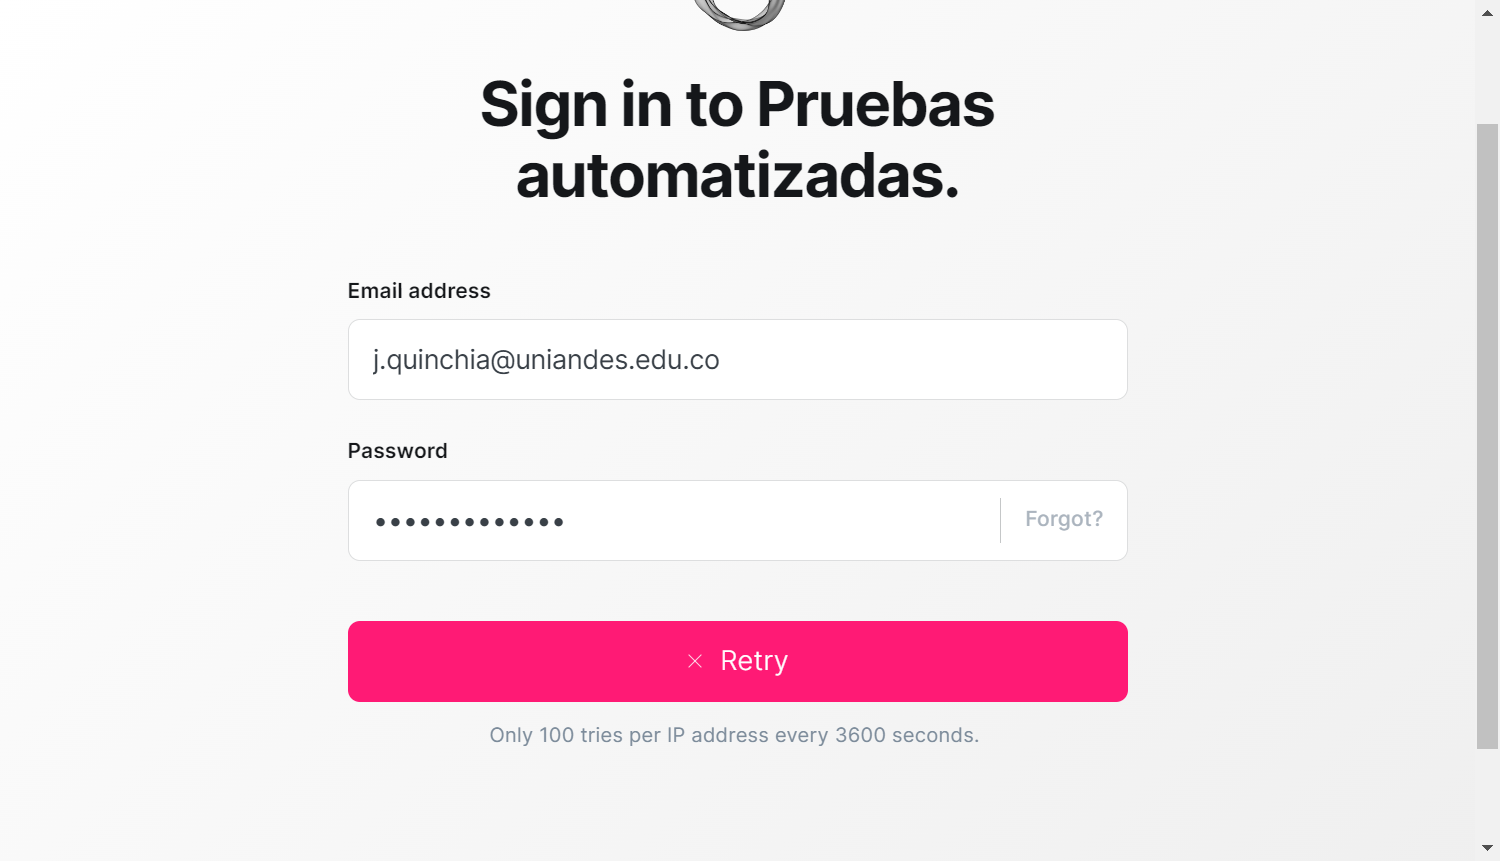 Sign in to Pruebas
automatizadas.
Email address
j.quinchia@uniandes.edu.co
Password
•••••••••••••
Forgot?
Retry
Only 100 tries per IP address every 3600 seconds.